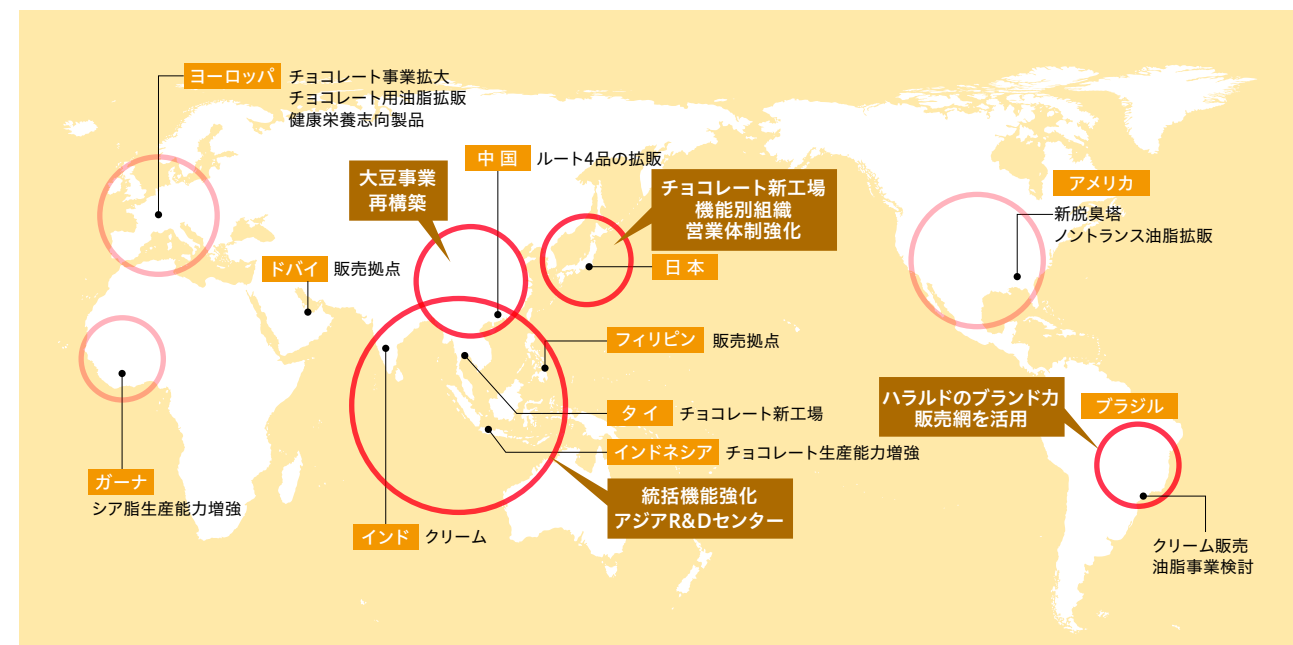 ヨーロッパ
チョコレート事業拡大
チョコレート用油脂拡販
健康栄養志向製品
中国
ルート4品の拡販
大豆事業
再構築
チョコレート新工場
機能別組織
営業体制強化
日本
アメリカ
新脱臭塔
ノントランス油脂拡販
ドバイ
販売拠点
フィリピン
販売拠点
タイ
チョコレート新工場
インドネシア
チョコレート生産能力増強
統括機能強化
アジアR&Dセンター
インド
クリーム
ガーナ
シア脂生産能力増強
ハラルドのブランド力
販売網を活用
ブラジル
クリーム販売
油脂事業検討